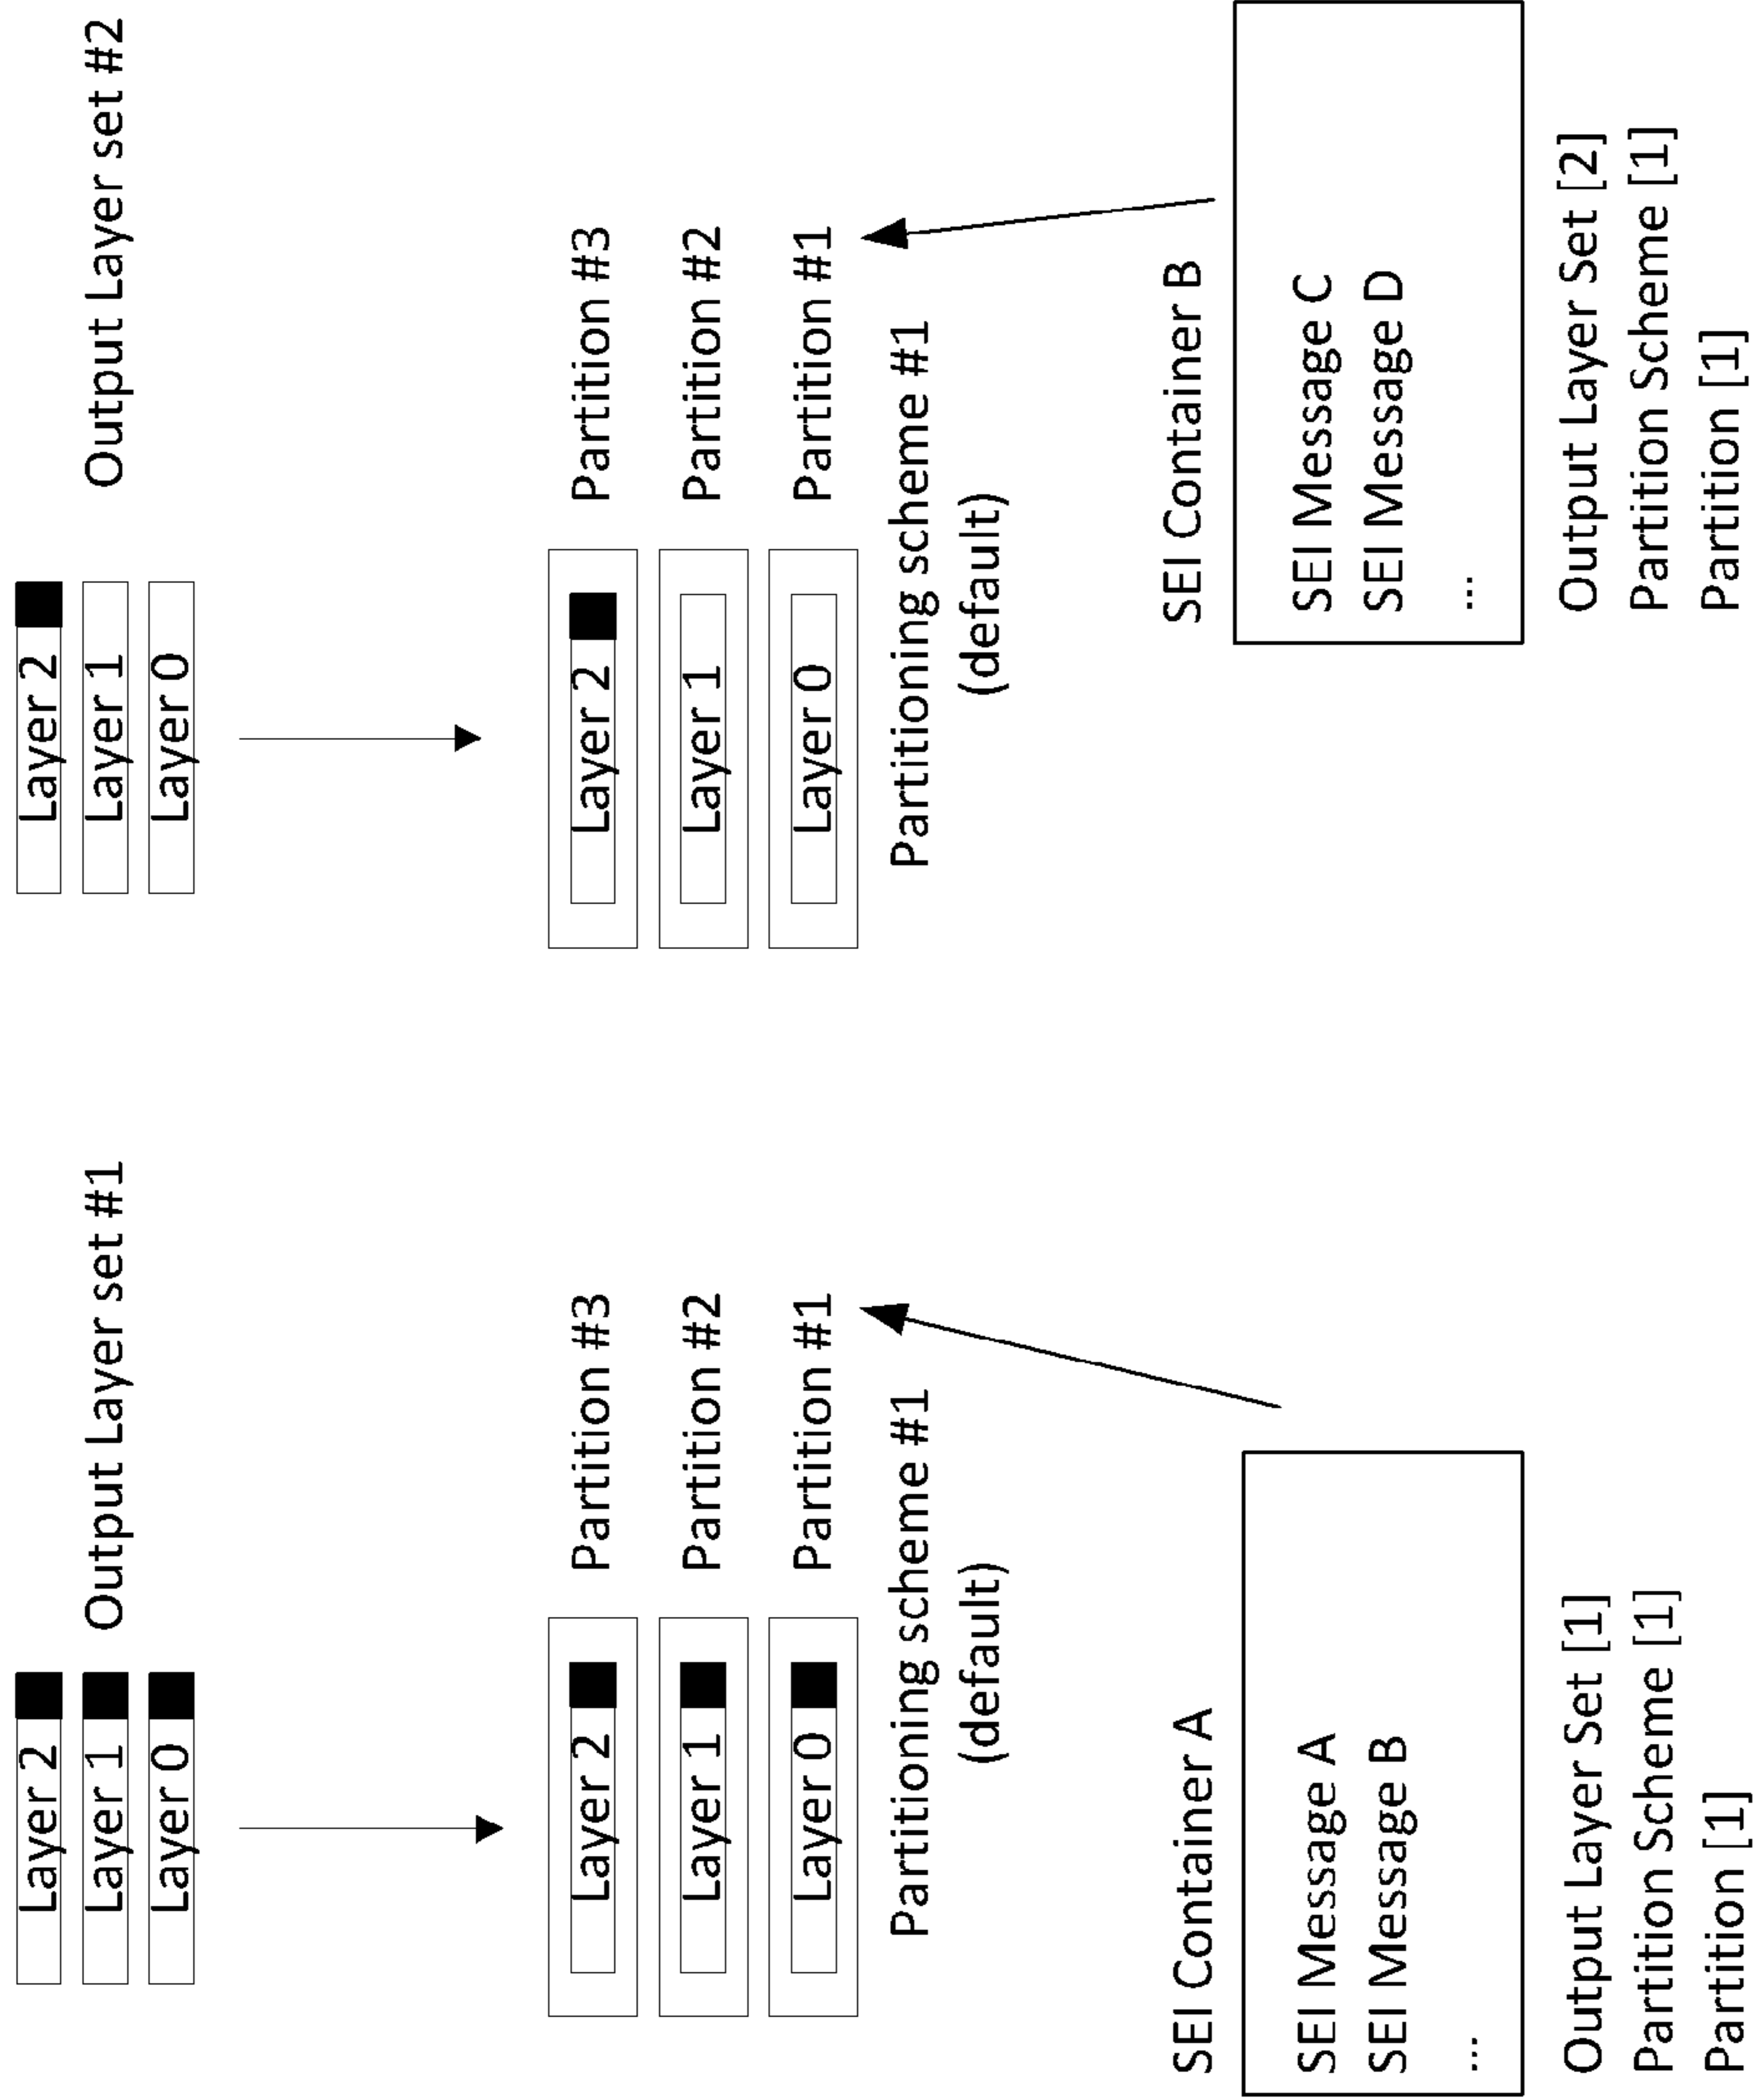 Layer 2
Layer 1
Layer 0
Output Layer set #1
Layer 2
Layer 1
Layer 0
Partition #3
Partition #2
Partition #1
Partitioning scheme #1
(default)
SEI Container A
SEI Message A
SEI Message B
...
Output Layer Set [1]
Partition Scheme [1]
Partition [1]
Layer 2
Layer 1
Layer 0
Output Layer set #2
Layer 2
Layer 1
Layer 0
Partition #3
Partition #2
Partition #1
Partitioning scheme #1
(default)
SEI Container B
SEI Message C
SEI Message D
...
Output Layer Set [2]
Partition Scheme [1]
Partition [1]